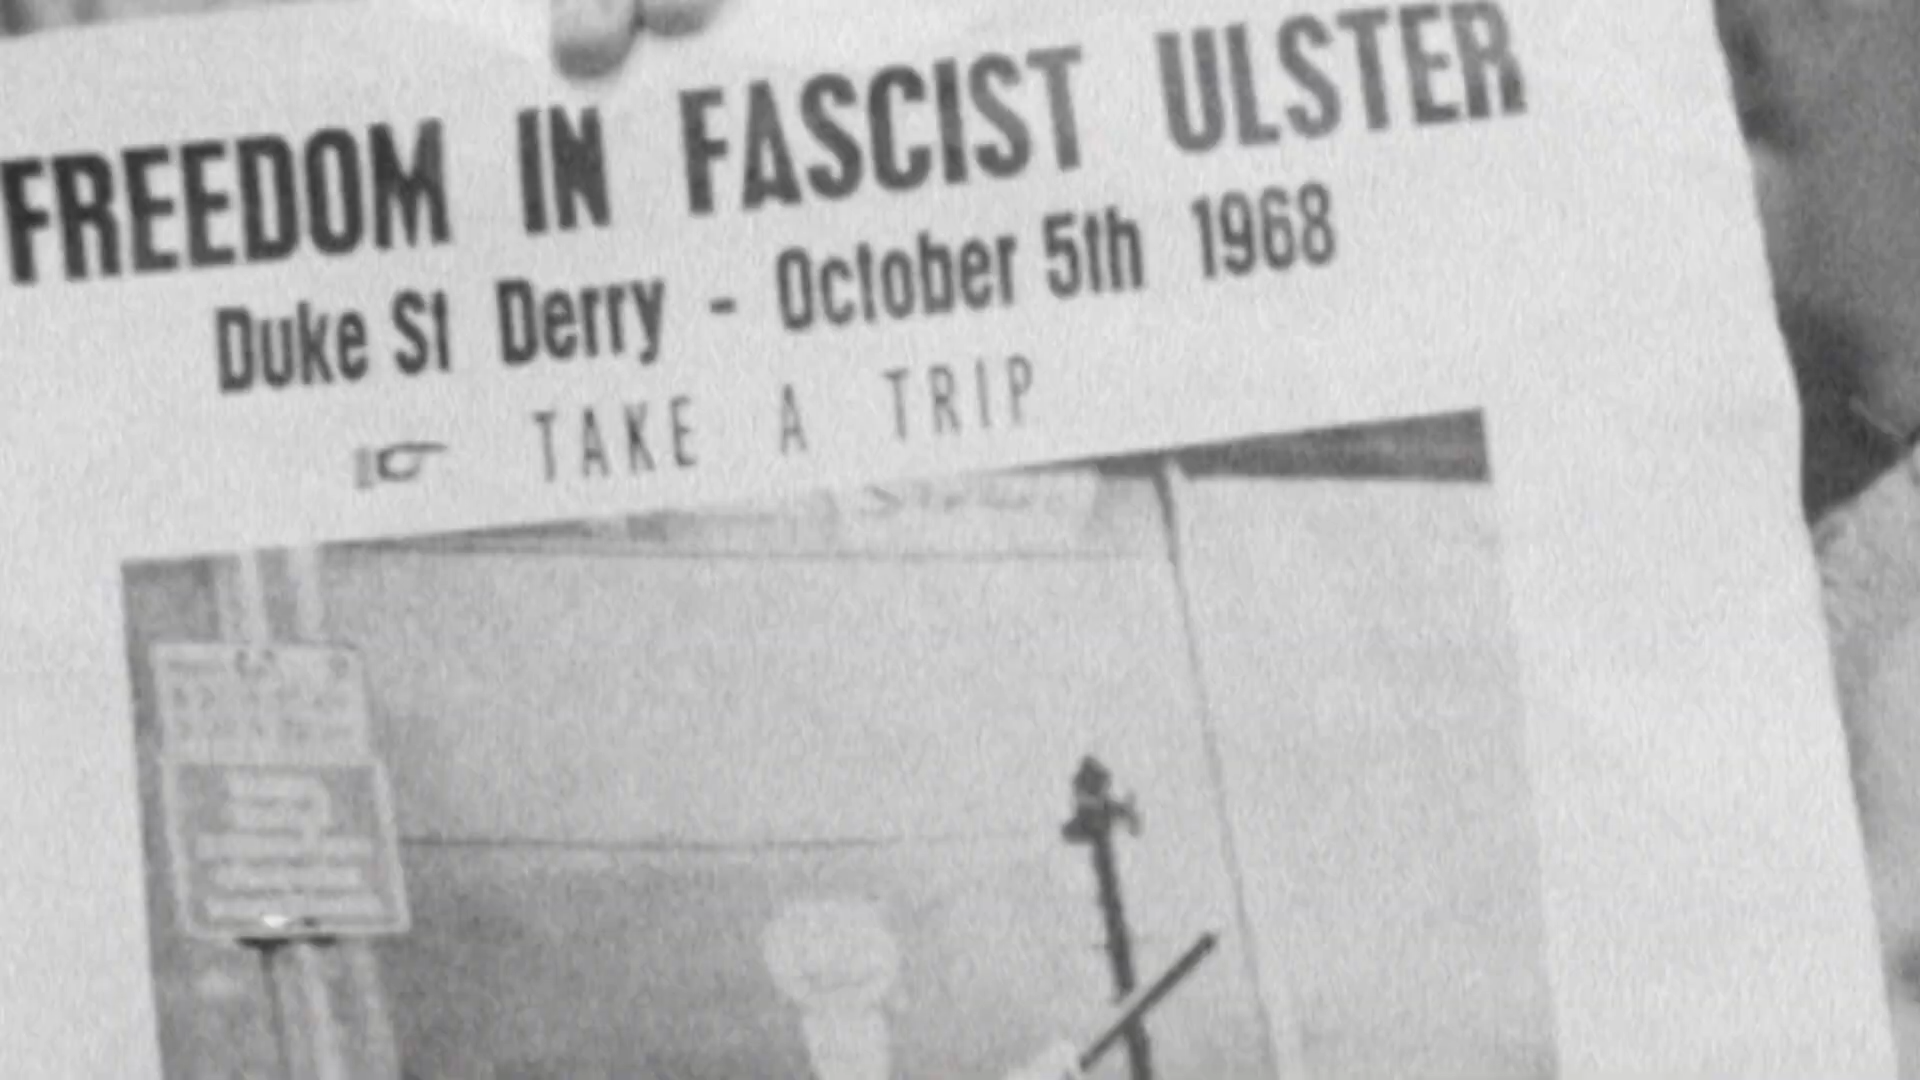 FREEDOM IN FASCIST ULSTER
Duke St Derry - October 5th 1968
TAKE A TRIP